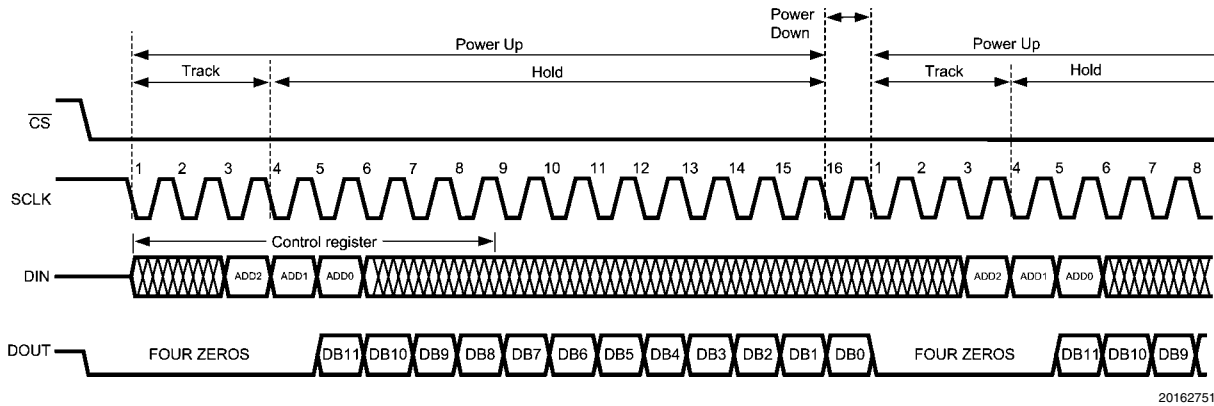 Power Down
Power Up
Power Up
Track
Hold
Track
Hold
CS
SCLK
1 2 3 4 5 6 7 8 9 10 11 12 13 14 15 16 1 2 3 4 5 6 7 8
Control register
DIN
ADD2 ADD1 ADD0 ADD2 ADD1 ADD0
DOUT
FOUR ZEROS DB11 DB10 DB9 DB8 DB7 DB6 DB5 DB4 DB3 DB2 DB1 DB0 FOUR ZEROS DB11 DB10 DB9
20162751